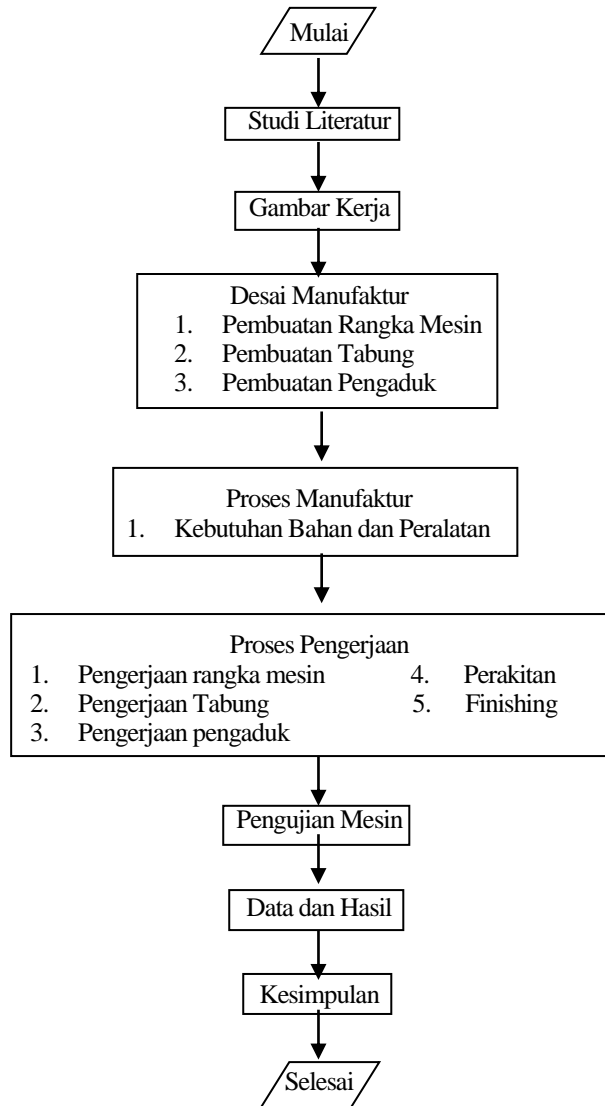 Mulai
Studi Literatur
Gambar Kerja
Desai Manufaktur
1. Pembuatan Rangka Mesin
2. Pembuatan Tabung
3. Pembuatan Pengaduk
Proses Manufaktur
1. Kebutuhan Bahan dan Peralatan
Proses Pengerjaan
1. Pengerjaan rangka mesin
2. Pengerjaan Tabung
3. Pengerjaan pengaduk
4. Perakitan
5. Finishing
Pengujian Mesin
Data dan Hasil
Kesimpulan
Selesai